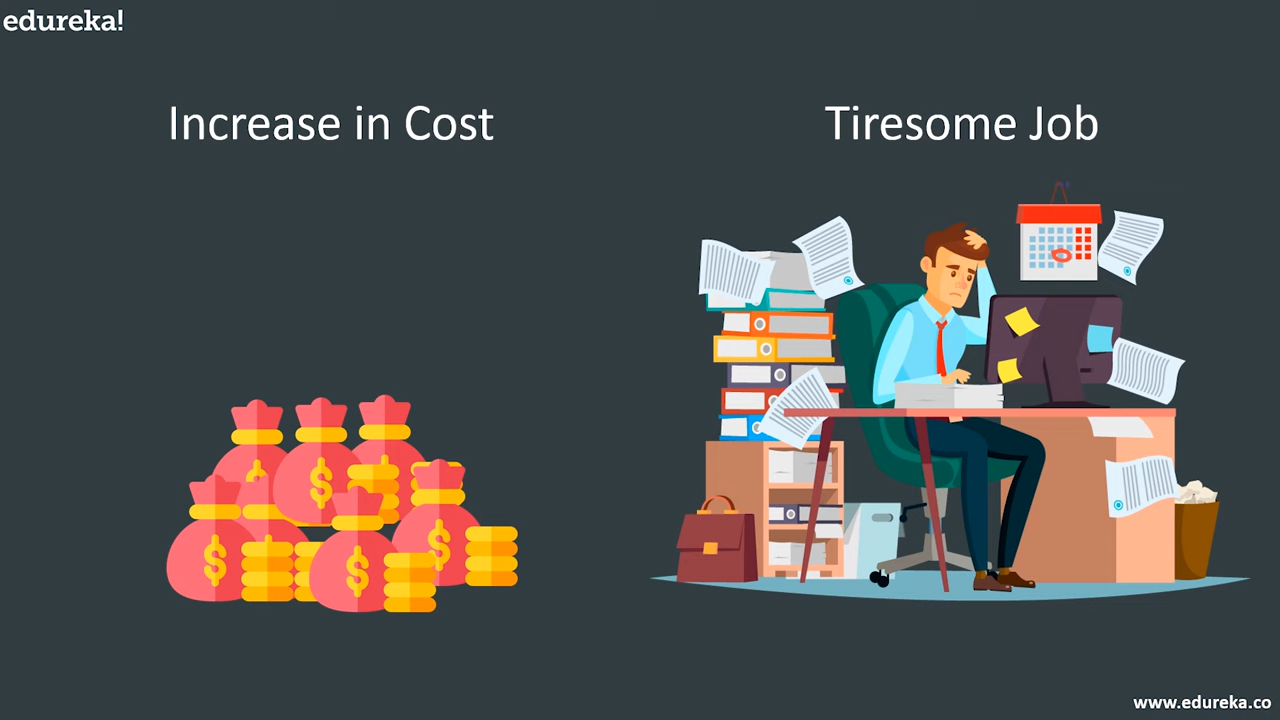 edureka!
Increase in Cost
Tiresome Job
$
$
$
$
www.edureka.co